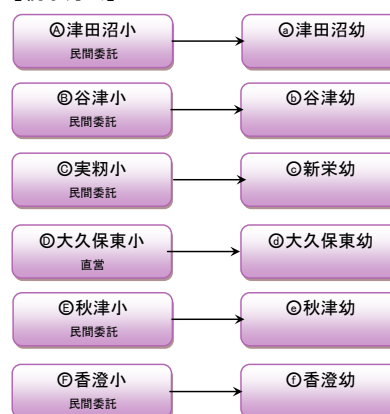 Ⓐ津田沼小
民間委託
ⓐ津田沼幼
Ⓑ谷津小
民間委託
ⓑ谷津幼
Ⓒ実籾小
民間委託
ⓒ新栄幼
Ⓓ大久保東小
直営
ⓓ大久保東幼
Ⓔ秋津小
民間委託
ⓔ秋津幼
Ⓕ香澄小
民間委託
ⓕ香澄幼